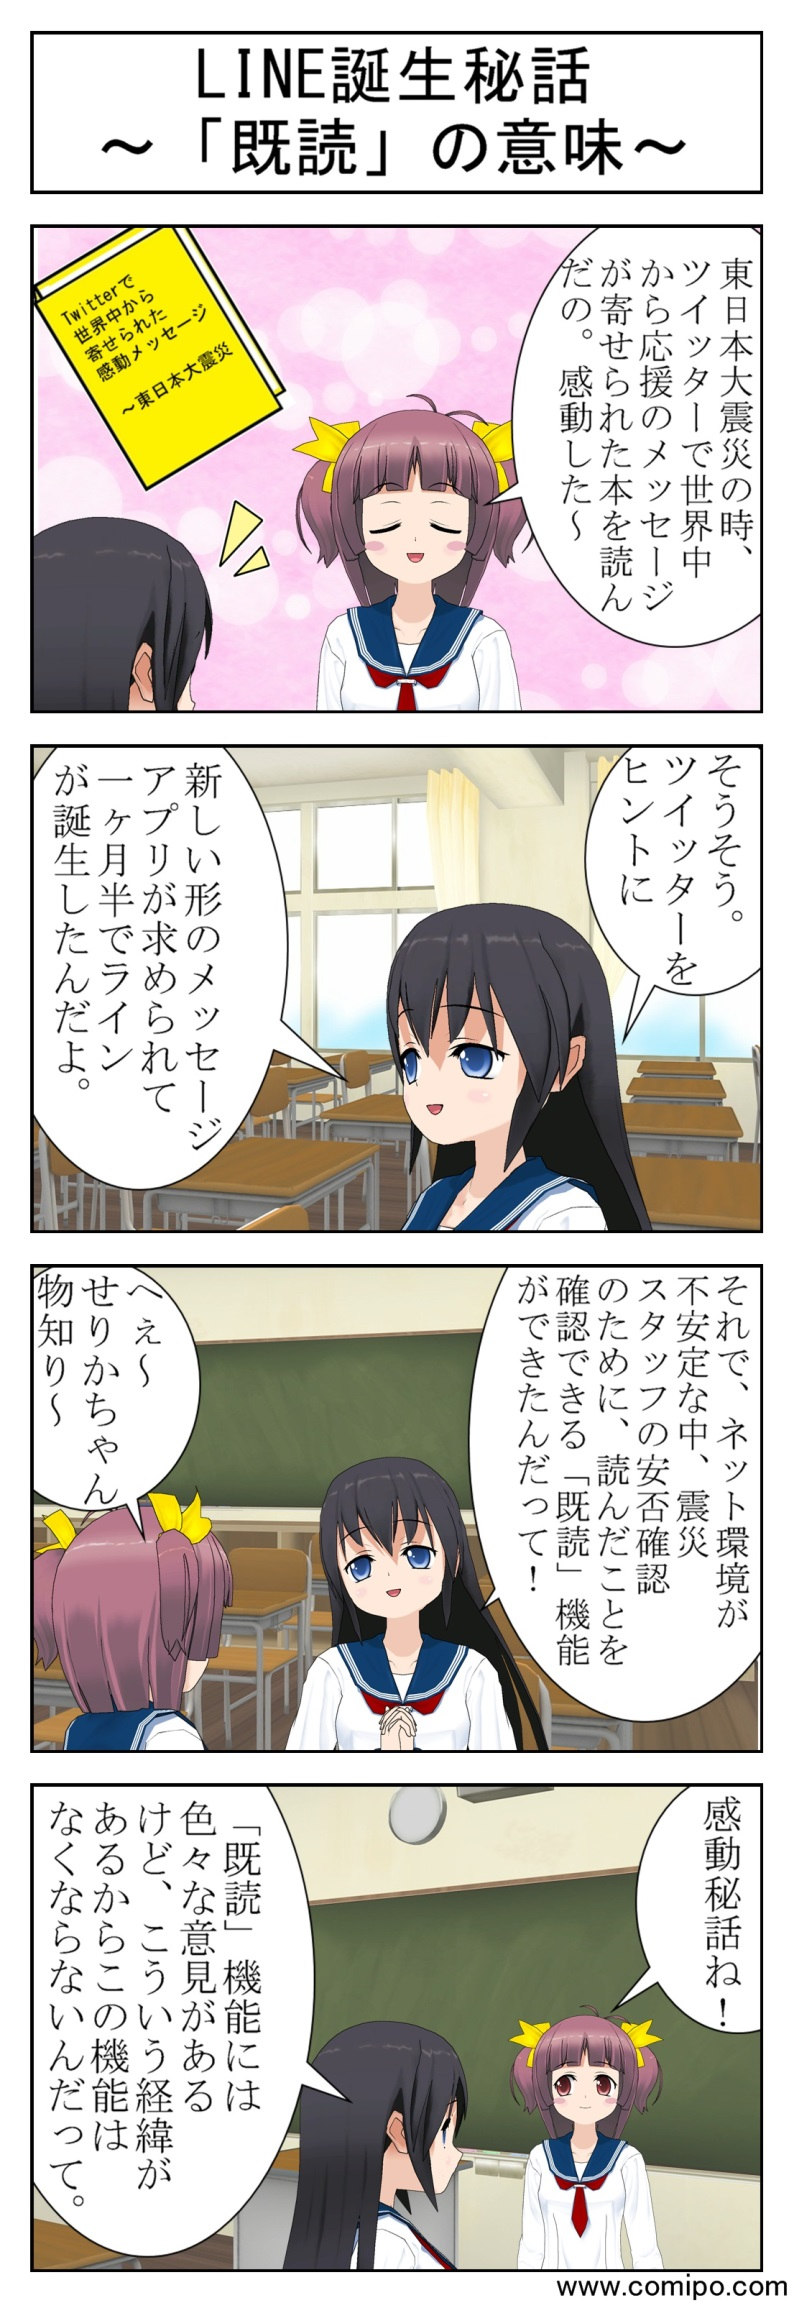 LINE誕生秘話
～「既読」の意味～
東日本大震災の時、
ツイッターで世界中
から応援のメッセージ
が寄せられた本を読ん
だの。感動した～
Twitterで
世界中から
寄せられた
感動メッセージ
～東日本大震災
そうそう。
ツイッターを
ヒントに
新しい形のメッセージ
アプリが求められて
一ヶ月半でライン
が誕生したんだよ。
それで、ネット環境が
不安定な中、震災
スタッフの安否確認
のために、読んだことを
確認できる「既読」機能
ができたんだって！
へぇ～
せりかちゃん
物知り～
感動秘話ね！
「既読」機能には
色々な意見がある
けど、こういう経緯が
あるからこの機能は
なくならないんだって。
www.comipo.com